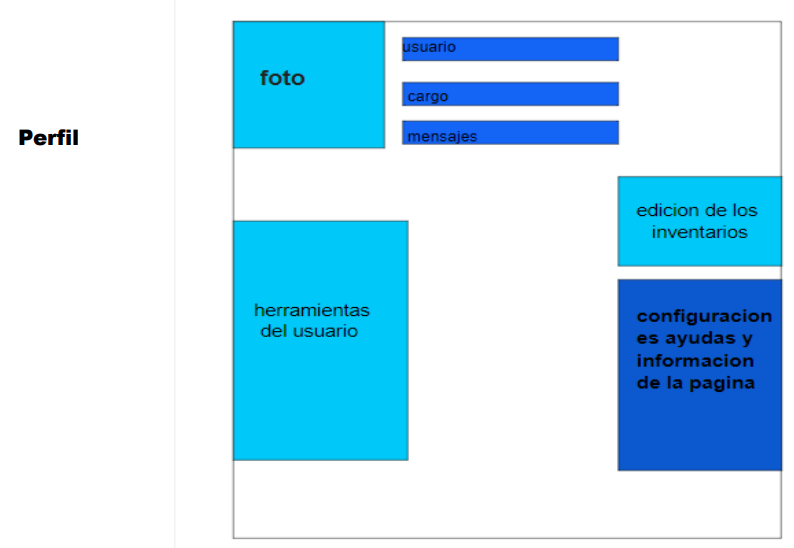 Perfil
foto
usuario
cargo
mensajes
edicion de los
inventarios
herramientas
del usuario
configuracion
es ayudas y
informacion
de la pagina